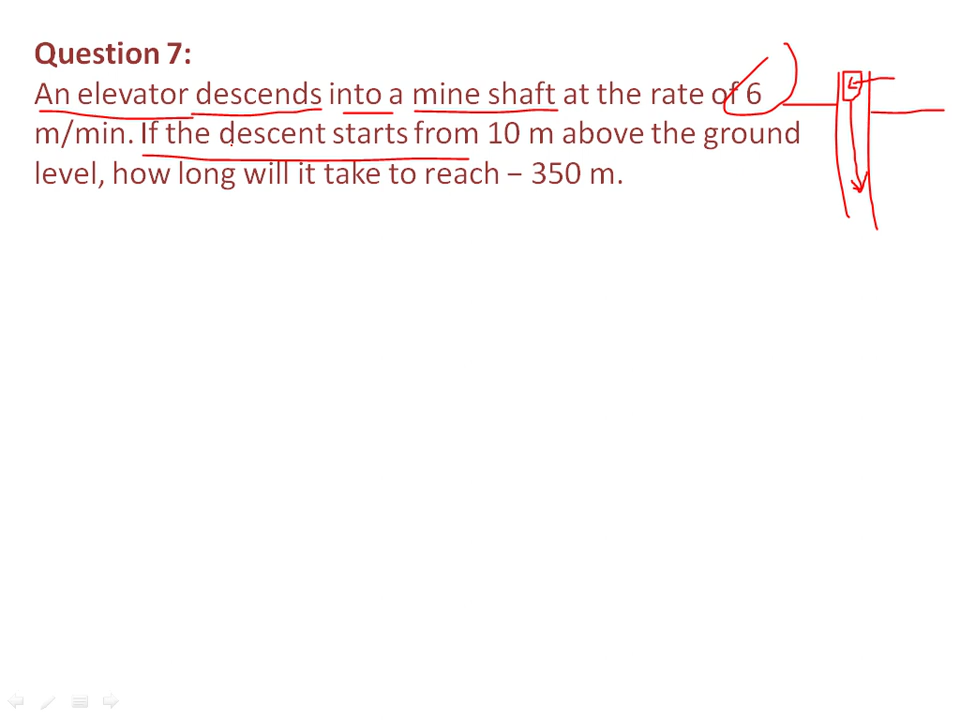 Question 7:
An elevator descends into a mine shaft at the rate of 6
m/min. If the descent starts from 10 m above the ground
level, how long will it take to reach − 350 m.